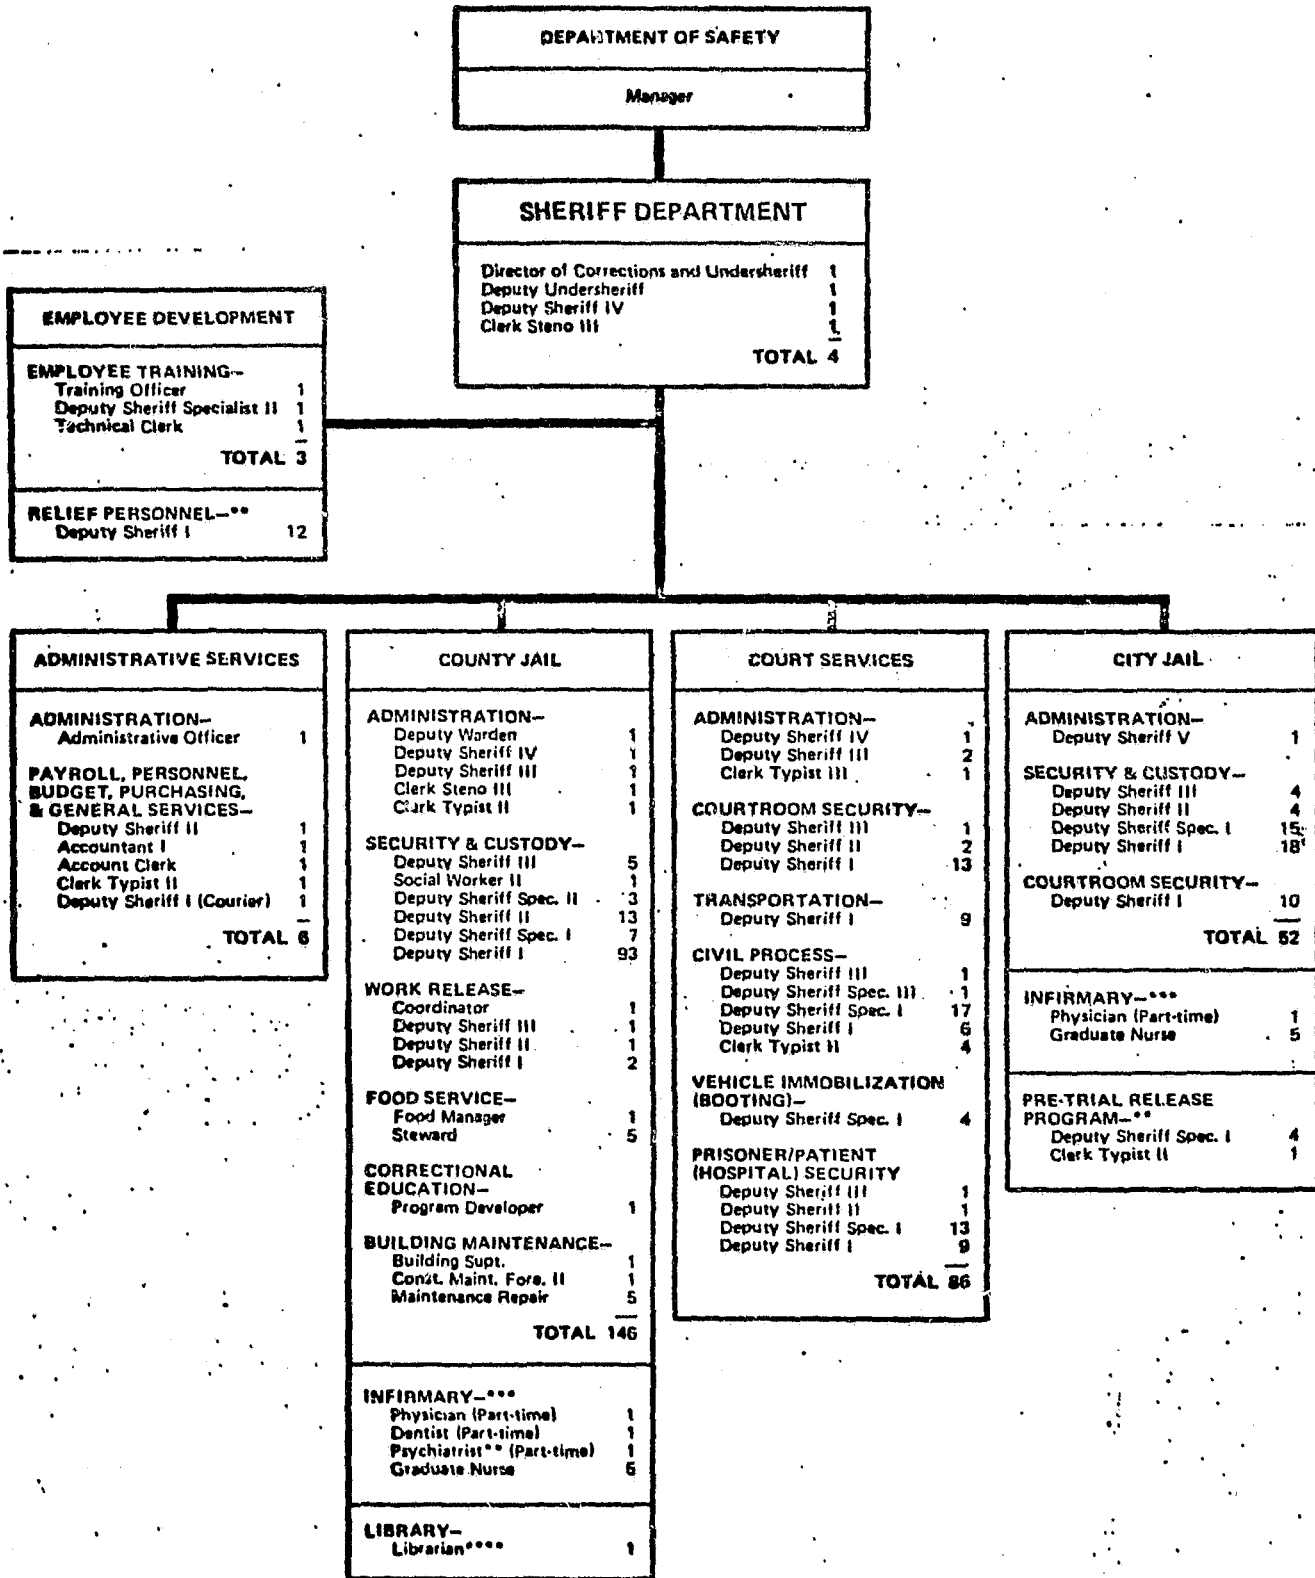 DEPARTMENT OF SAFETY
Manager
SHERIFF DEPARTMENT
Director of Corrections and Undersheriff 1
Deputy Undersheriff 1
Deputy Sheriff IV 1
Clerk Steno III 1
TOTAL 4
EMPLOYEE DEVELOPMENT
EMPLOYEE TRAINING—
Training Officer 1
Deputy Sheriff Specialist II 1
Technical Clerk 1
TOTAL 3
RELIEF PERSONNEL—**
Deputy Sheriff I 12
ADMINISTRATIVE SERVICES
ADMINISTRATION—
Administrative Officer 1
PAYROLL, PERSONNEL,
BUDGET, PURCHASING,
& GENERAL SERVICES—
Deputy Sheriff II 1
Accountant I 1
Account Clerk 1
Clerk Typist II 1
Deputy Sheriff I (Courier) 1
TOTAL 6
COUNTY JAIL
ADMINISTRATION—
Deputy Warden 1
Deputy Sheriff IV 1
Deputy Sheriff III 1
Clerk Steno III 1
Clerk Typist II 1
SECURITY & CUSTODY—
Deputy Sheriff III 5
Social Worker II 1
Deputy Sheriff Spec. II 3
Deputy Sheriff II 13
Deputy Sheriff Spec. I 7
Deputy Sheriff I 93
WORK RELEASE—
Coordinator 1
Deputy Sheriff III 1
Deputy Sheriff II 1
Deputy Sheriff I 2
FOOD SERVICE—
Food Manager 1
Steward 5
CORRECTIONAL
EDUCATION—
Program Developer 1
BUILDING MAINTENANCE—
Building Supt. 1
Const. Maint. Fore. II 1
Maintenance Repair 5
TOTAL 146
INFIRMARY—***
Physician (Part-time) 1
Dentist (Part-time) 1
Psychiatrist** (Part-time) 1
Graduate Nurse
LIBRARY—
Librarian**** 1
COURT SERVICES
ADMINISTRATION—
Deputy Sheriff IV 1
Deputy Sheriff III 2
Clerk Typist III 1
COURTROOM SECURITY—
Deputy Sheriff III 1
Deputy Sheriff II 2
Deputy Sheriff I 13
TRANSPORTATION—
Deputy Sheriff I 9
CIVIL PROCESS—
Deputy Sheriff III 1
Deputy Sheriff Spec. III 1
Deputy Sheriff Spec. I 17
Deputy Sheriff I 6
Clerk Typist II 4
VEHICLE IMMOBILIZATION
(BOOTING)—
Deputy Sheriff Spec. I 4
PRISONER/PATIENT
(HOSPITAL) SECURITY
Deputy Sheriff III 1
Deputy Sheriff II 1
Deputy Sheriff Spec. I 13
Deputy Sheriff I 9
TOTAL 86
CITY JAIL
ADMINISTRATION—
Deputy Sheriff V 1
SECURITY & CUSTODY—
Deputy Sheriff III 4
Deputy Sheriff II 4
Deputy Sheriff Spec. I 15
Deputy Sheriff I 18
COURTROOM SECURITY—
Deputy Sheriff I 10
TOTAL 52
INFIRMARY—***
Physician (Part-time) 1
Graduate Nurse 5
PRE-TRIAL RELEASE
PROGRAM—**
Deputy Sheriff Spec. I 4
Clerk Typist II 1